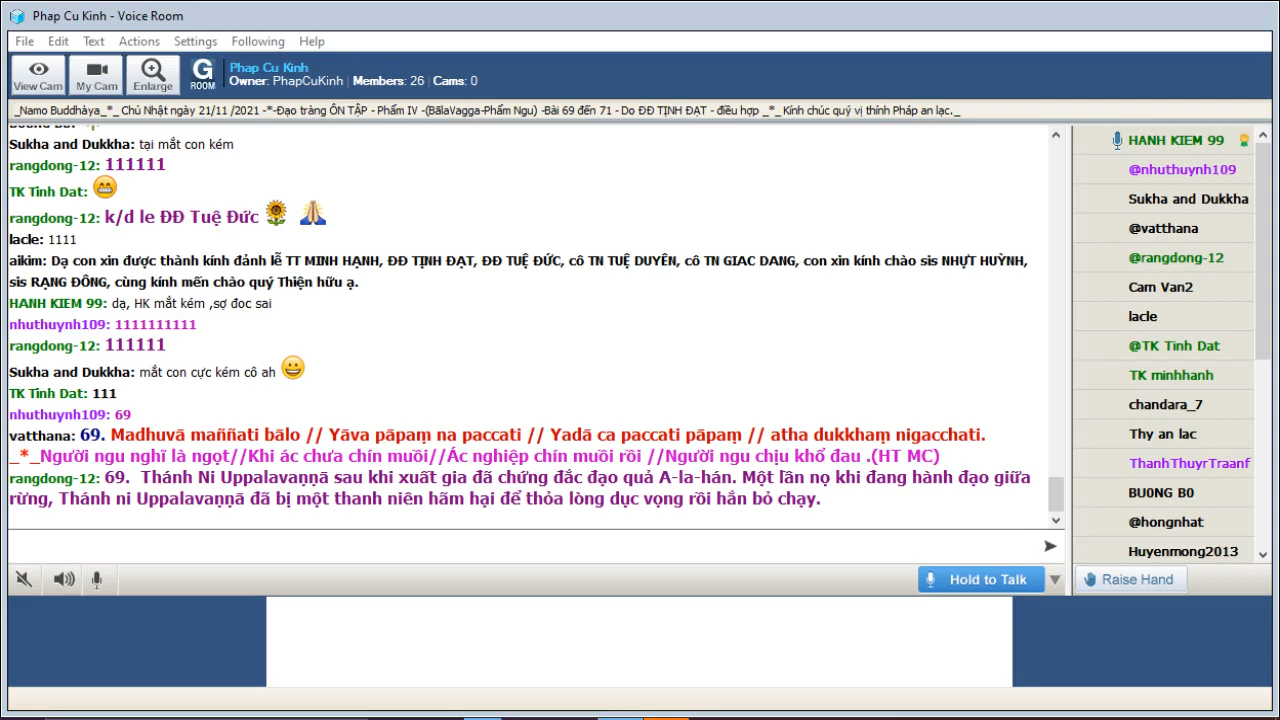 Phap Cu Kinh - Voice Room
File Edit Text Actions Settings Following Help
View Cam My Cam Enlarge G ROOM
Phap Cu Kinh
Owner: PhapCuKinh | Members: 26 | Cams: 0
_Namo Buddhàya_*_ Chủ Nhật ngày 21/11 /2021 -*-Đạo tràng ÔN TẬP - Phẩm IV -(BālaVagga-Phẩm Ngu) -Bài 69 đến 71 - Do ĐĐ TỊNH ĐẠT - điều hợp _*_ Kính chúc quý vị thính Pháp an lạc._
Sukha and Dukkha: tại mắt con kém
rangdong-12: 111111
TK Tinh Dat:
rangdong-12: k/d le ĐĐ Tuệ Đức
lacle: 1111
aikim: Dạ con xin được thành kính đảnh lễ TT MINH HẠNH, ĐĐ TỊNH ĐẠT, ĐĐ TUỆ ĐỨC, cô TN TUỆ DUYÊN, cô TN GIAC DANG, con xin kính chào sis NHỰT HUỲNH,
sis RẠNG ĐÔNG, cùng kính mến chào quý Thiện hữu ạ.
HANH KIEM 99: dạ, HK mắt kém ,sợ đoc sai
nhuthuynh109: 1111111111
rangdong-12: 111111
Sukha and Dukkha: mắt con cực kém cô ah
TK Tinh Dat: 111
nhuthuynh109: 69
vatthana: 69. Madhuvā maññati bālo // Yāva pāpaṃ na paccati // Yadā ca paccati pāpaṃ // atha dukkhaṃ nigacchati.
_*_Người ngu nghĩ là ngọt//Khi ác chưa chín muồi//Ác nghiệp chín muồi rồi //Người ngu chịu khổ đau .(HT MC)
rangdong-12: 69. Thánh Ni Uppalavaṇṇā sau khi xuất gia đã chứng đắc đạo quả A-la-hán. Một lần nọ khi đang hành đạo giữa
rừng, Thánh ni Uppalavaṇṇā đã bị một thanh niên hãm hại để thỏa lòng dục vọng rồi hắn bỏ chạy.
HANH KIEM 99
@nhuthuynh109
Sukha and Dukkha
@vatthana
@rangdong-12
Cam Van2
lacle
@TK Tinh Dat
TK minhhanh
chandara_7
Thy an lac
ThanhThuyrTraanf
BU0NG B0
@hongnhat
Huyenmong2013
Hold to Talk
Raise Hand